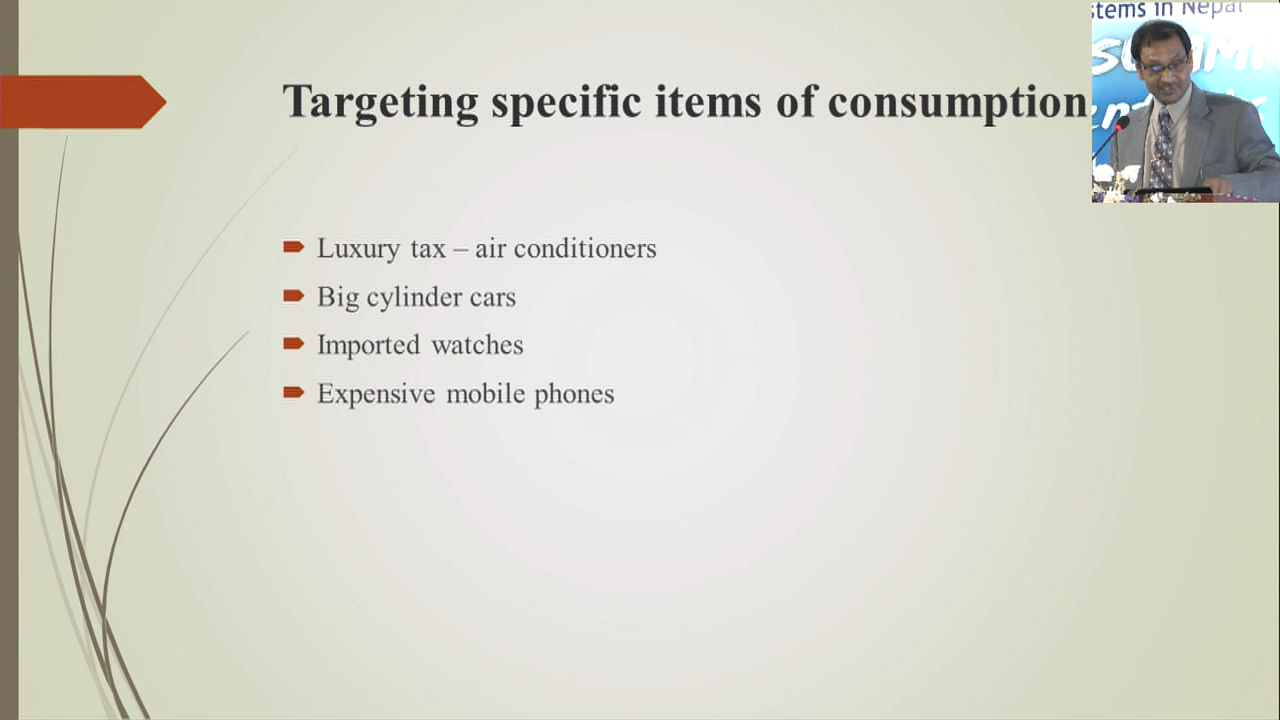 stems in Nepal
Targeting specific items of consumption
Luxury tax – air conditioners
Big cylinder cars
Imported watches
Expensive mobile phones